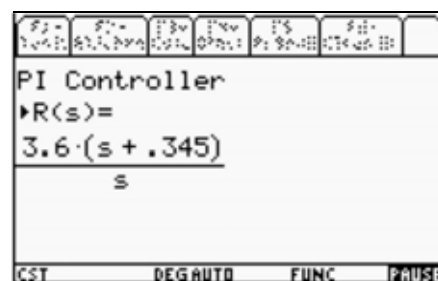 PI Controller
▸R(s)=
3.6·(s+.345)
s
CST DEG AUTO FUNC PAUSE